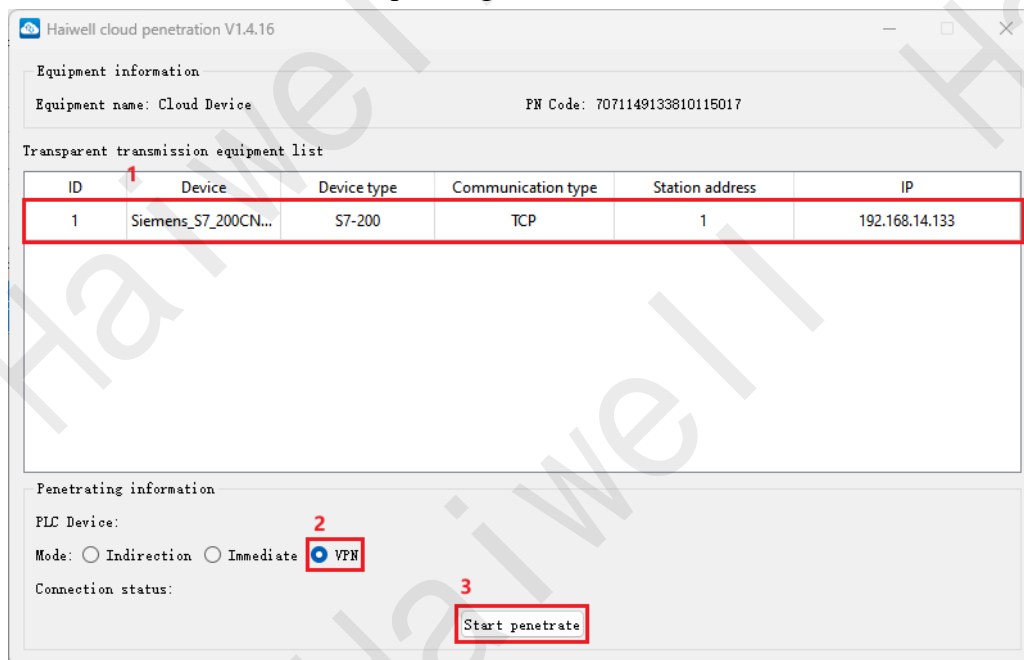 Haiwell cloud penetration V1.4.16
Equipment information
Equipment name: Cloud Device PN Code: 7071149133810115017
Transparent transmission equipment list
1
ID Device Device type Communication type Station address IP
1 Siemens_S7_200CN... S7-200 TCP 1 192.168.14.133
Penetrating information
PLC Device:
2
Mode: Indirection Immediate VPN
Connection status:
3
Start penetrate
Haiwell
Haiwell